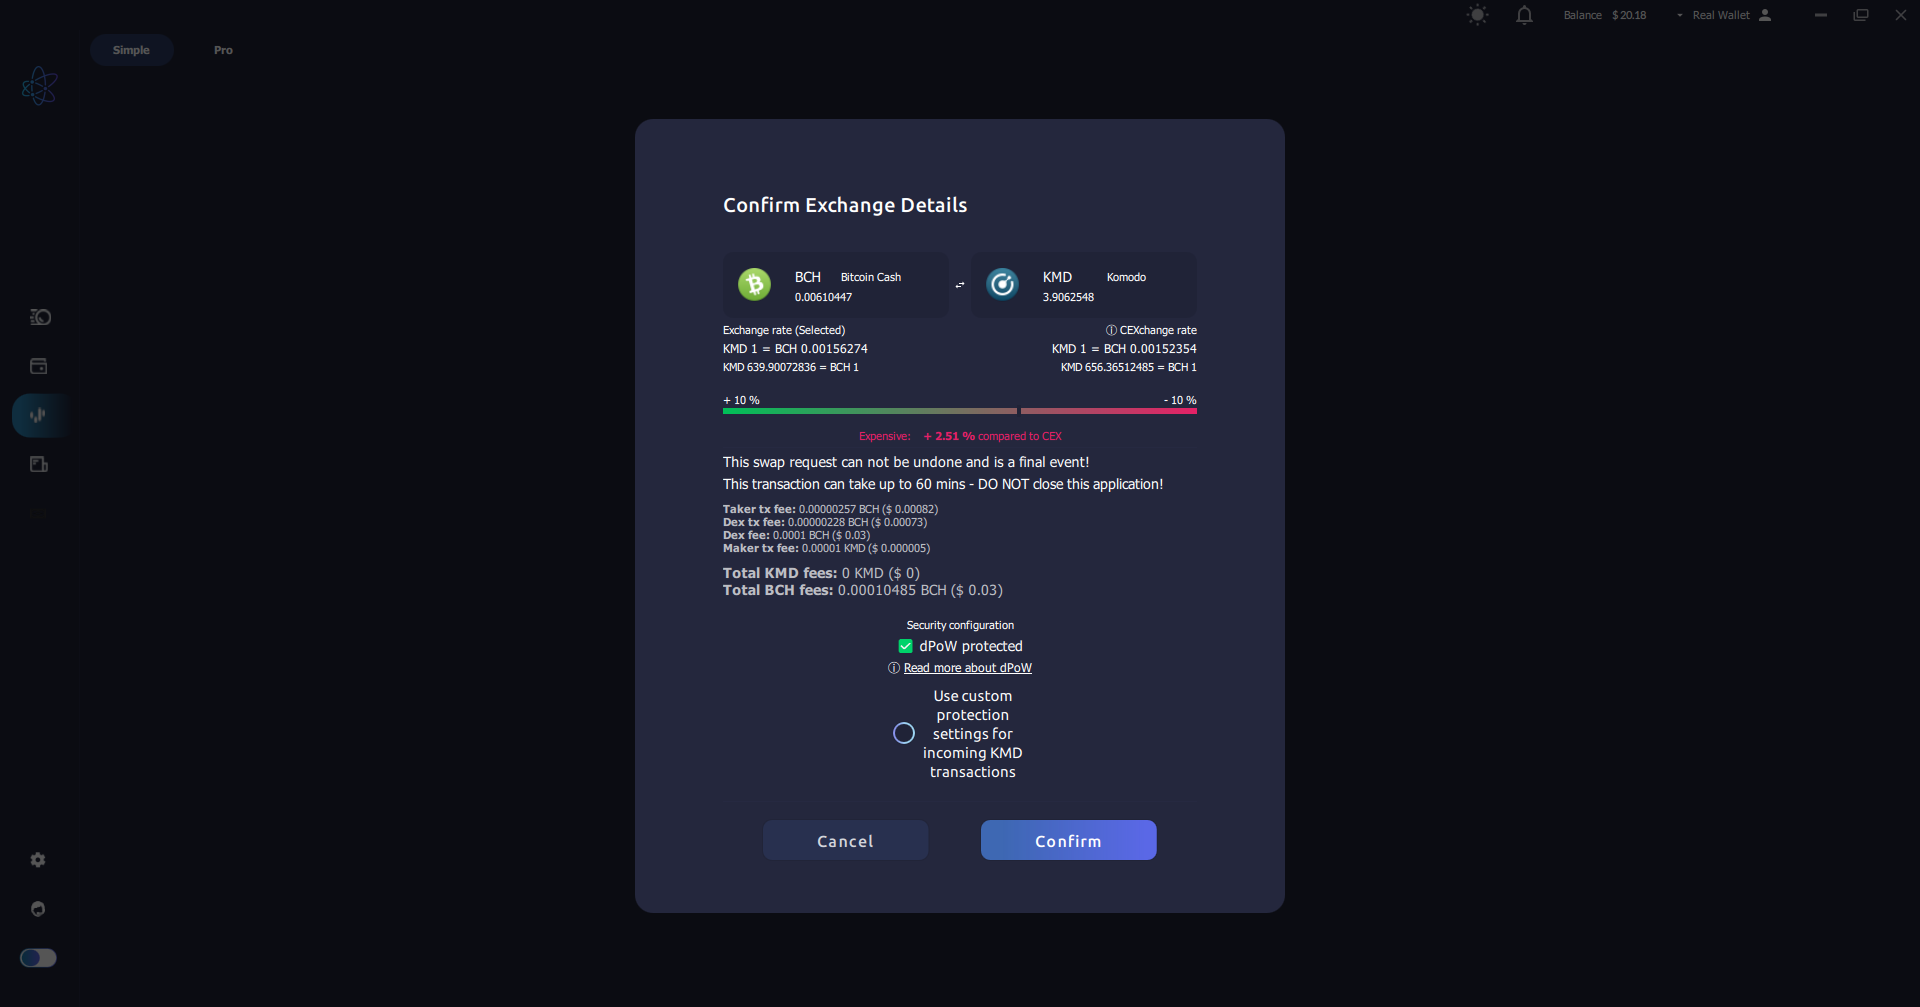 Balance $ 20.18 Real Wallet
Simple Pro
Confirm Exchange Details
BCH Bitcoin Cash
0.00610447
KMD Komodo
3.9062548
Exchange rate (Selected)
KMD 1 = BCH 0.00156274
KMD 639.90072836 = BCH 1
CEXchange rate
KMD 1 = BCH 0.00152354
KMD 656.36512485 = BCH 1
+ 10 % - 10 %
Expensive: + 2.51 % compared to CEX
This swap request can not be undone and is a final event!
This transaction can take up to 60 mins - DO NOT close this application!
Taker tx fee: 0.00000257 BCH ($ 0.00082)
Dex tx fee: 0.00000228 BCH ($ 0.00073)
Dex fee: 0.0001 BCH ($ 0.03)
Maker tx fee: 0.00001 KMD ($ 0.000005)
Total KMD fees: 0 KMD ($ 0)
Total BCH fees: 0.00010485 BCH ($ 0.03)
Security configuration
dPoW protected
Read more about dPoW
Use custom
protection
settings for
incoming KMD
transactions
Cancel Confirm